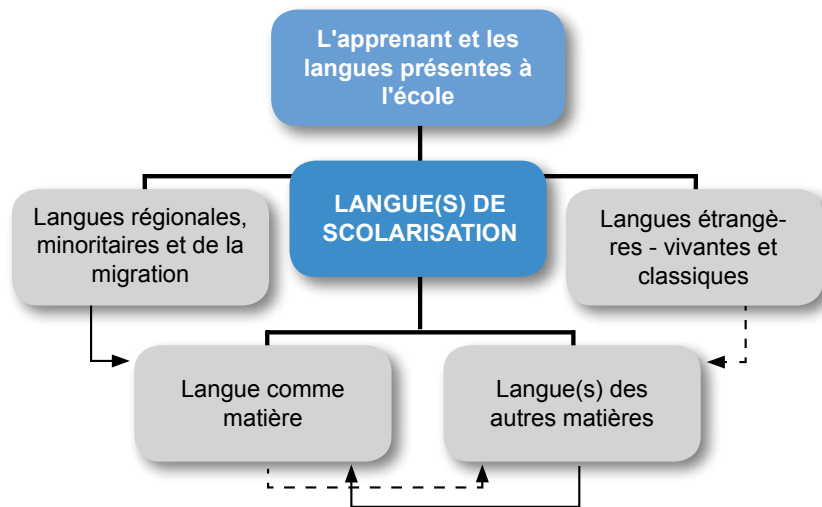 L'apprenant et les
langues présentes à
l'école
LANGUE(S) DE
SCOLARISATION
Langues régionales,
minoritaires et de la
migration
Langues étrangè-
res - vivantes et
classiques
Langue comme
matière
Langue(s) des
autres matières